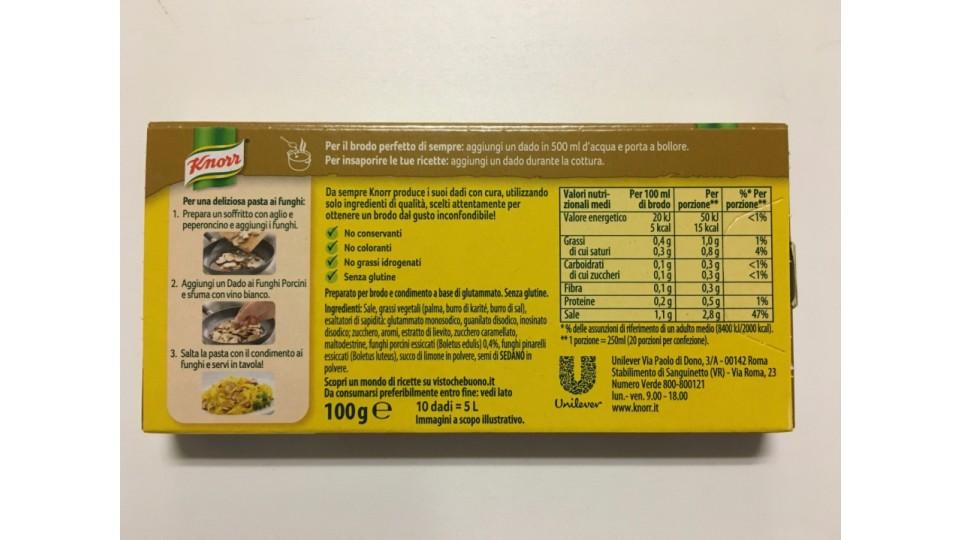 Knorr
Per il brodo perfetto di sempre: aggiungi un dado in 500 ml d'acqua e porta a bollore.
Per insaporire le tue ricette: aggiungi un dado durante la cottura.
Per una deliziosa pasta ai funghi:
1. Prepara un soffritto con aglio e
peperoncino e aggiungi i funghi.
2. Aggiungi un Dado ai Funghi Porcini
e sfuma con vino bianco.
3. Salta la pasta con il condimento ai
funghi e servi in tavola!
Da sempre Knorr produce i suoi dadi con cura, utilizzando
solo ingredienti di qualità, scelti attentamente per
ottenere un brodo dal gusto inconfondibile!
No conservanti
No coloranti
No grassi idrogenati
Senza glutine
Preparato per brodo e condimento a base di glutammato. Senza glutine.
Ingredienti: Sale, grassi vegetali (palma, burro di karité, burro di sal),
esaltatori di sapidità: glutammato monosodico, guanilato disodico, inosinato
disodico; zucchero, aromi, estratto di lievito, zucchero caramellato,
maltodestrine, funghi porcini essiccati (Boletus edulis) 0,4%, funghi pinarelli
essiccati (Boletus luteus), succo di limone in polvere, semi di SEDANO in
polvere.
Scopri un mondo di ricette su vistochebuono.it
Da consumarsi preferibilmente entro fine: vedi lato
100g e 10 dadi = 5 L
Immagini a scopo illustrativo.
Valori nutri- Per 100 ml Per %* Per
zionali medi di brodo porzione** porzione**
Valore energetico 20 kJ 50 kJ <1%
5 kcal 15 kcal
Grassi 0,4 g 1,0 g 1%
di cui saturi 0,3 g 0,8 g 4%
Carboidrati 0,1 g 0,3 g <1%
di cui zuccheri 0,1 g 0,3 g <1%
Fibra 0,1 g 0,3 g
Proteine 0,2 g 0,5 g 1%
Sale 1,1 g 2,8 g 47%
* % delle assunzioni di riferimento di un adulto medio (8400 kJ/2000 kcal).
** 1 porzione = 250ml (20 porzioni per confezione).
Unilever
Unilever Via Paolo di Dono, 3/A - 00142 Roma
Stabilimento di Sanguinetto (VR) - Via Roma, 23
Numero Verde 800-800121
lun.- ven. 9.00 - 18.00
www.knorr.it